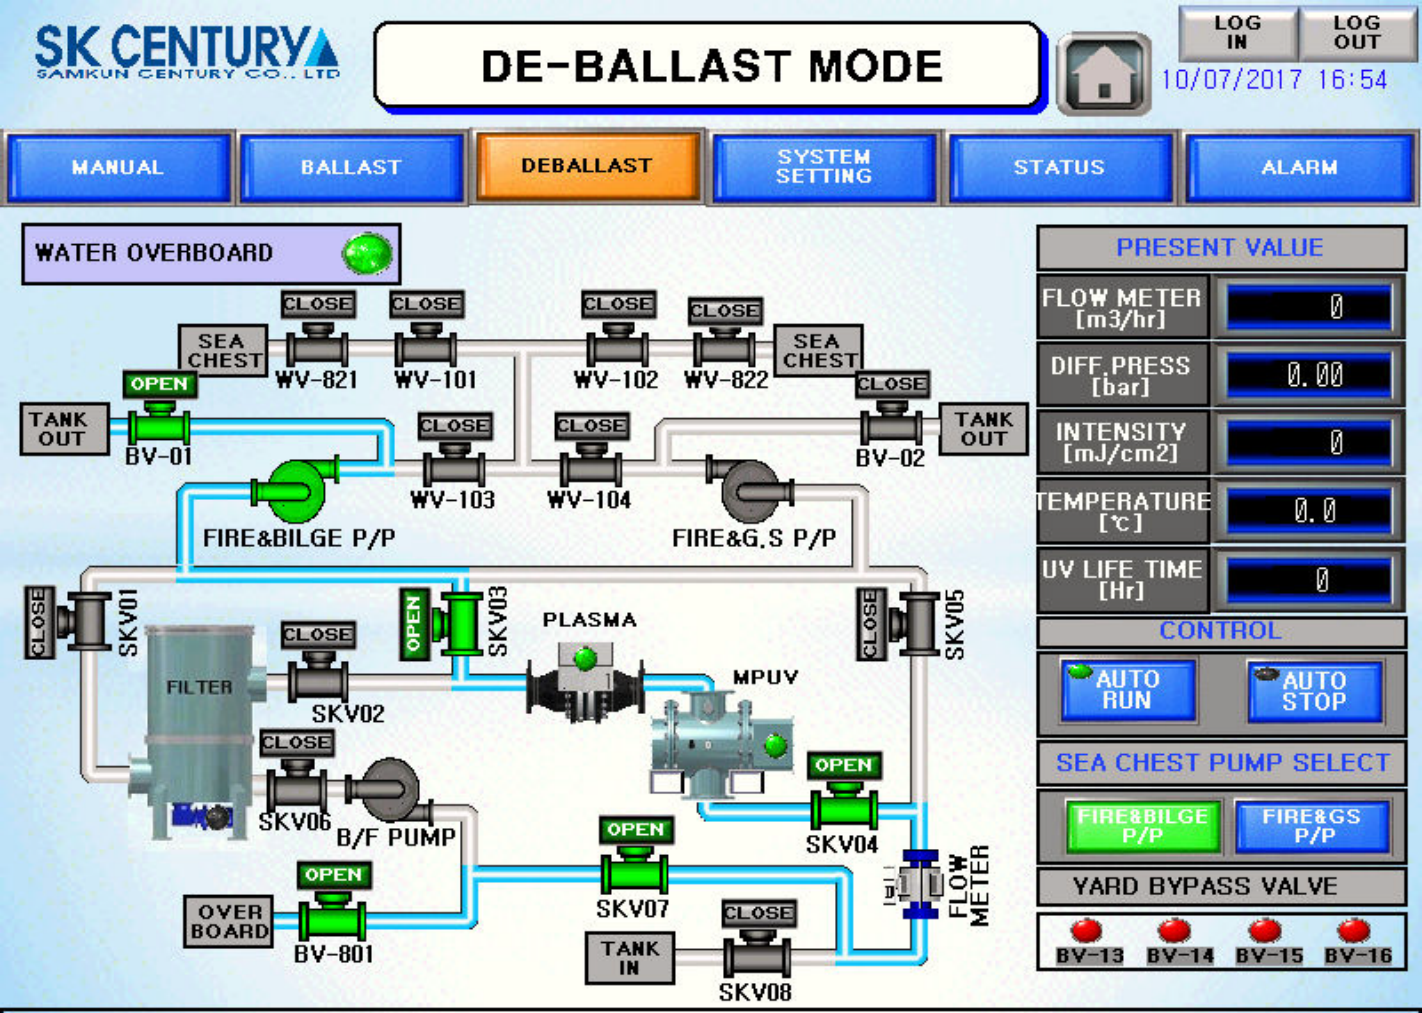 SK CENTURY
SAMKUN CENTURY CO., LTD
DE-BALLAST MODE
LOG IN
LOG OUT
10/07/2017 16:54
MANUAL
BALLAST
DEBALLAST
SYSTEM
SETTING
STATUS
ALARM
WATER OVERBOARD
CLOSE
CLOSE
CLOSE
CLOSE
SEA
CHEST
WV-821
WV-101
WV-102
WV-822
SEA
CHEST
OPEN
CLOSE
TANK
OUT
BV-01
CLOSE
CLOSE
BV-02
TANK
OUT
WV-103
WV-104
FIRE&BILGE P/P
FIRE&G.S P/P
CLOSE
SKV01
OPEN
SKV03
CLOSE
SKV05
PLASMA
FILTER
CLOSE
SKV02
MPUV
CLOSE
SKV06
B/F PUMP
OPEN
SKV04
OPEN
SKV07
FLOW
METER
OPEN
OVER
BOARD
BV-801
TANK
IN
CLOSE
SKV08
PRESENT VALUE
FLOW METER
[m3/hr]
0
DIFF.PRESS
[bar]
0.00
INTENSITY
[mJ/cm2]
0
TEMPERATURE
[℃]
0.0
UV LIFE TIME
[Hr]
0
CONTROL
AUTO
RUN
AUTO
STOP
SEA CHEST PUMP SELECT
FIRE&BILGE
P/P
FIRE&GS
P/P
YARD BYPASS VALVE
BV-13
BV-14
BV-15
BV-16